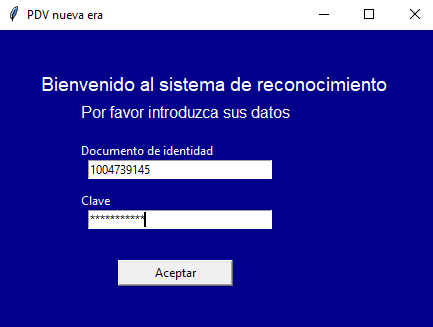 PDV nueva era
Bienvenido al sistema de reconocimiento
Por favor introduzca sus datos
Documento de identidad
1004739145
Clave
***********
Aceptar